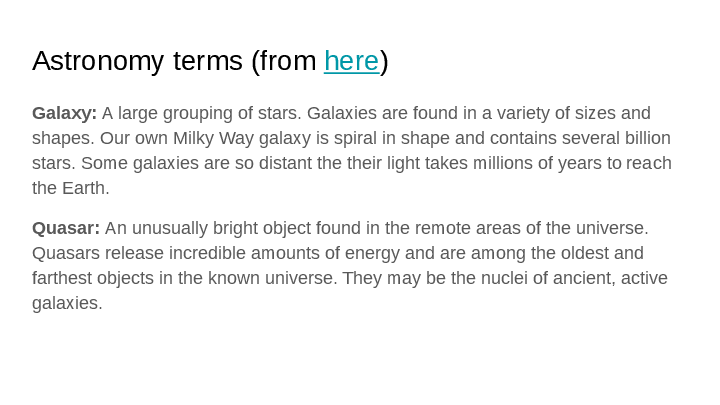 Astronomy terms (from here)
Galaxy: A large grouping of stars. Galaxies are found in a variety of sizes and
shapes. Our own Milky Way galaxy is spiral in shape and contains several billion
stars. Some galaxies are so distant the their light takes millions of years to reach
the Earth.
Quasar: An unusually bright object found in the remote areas of the universe.
Quasars release incredible amounts of energy and are among the oldest and
farthest objects in the known universe. They may be the nuclei of ancient, active
galaxies.